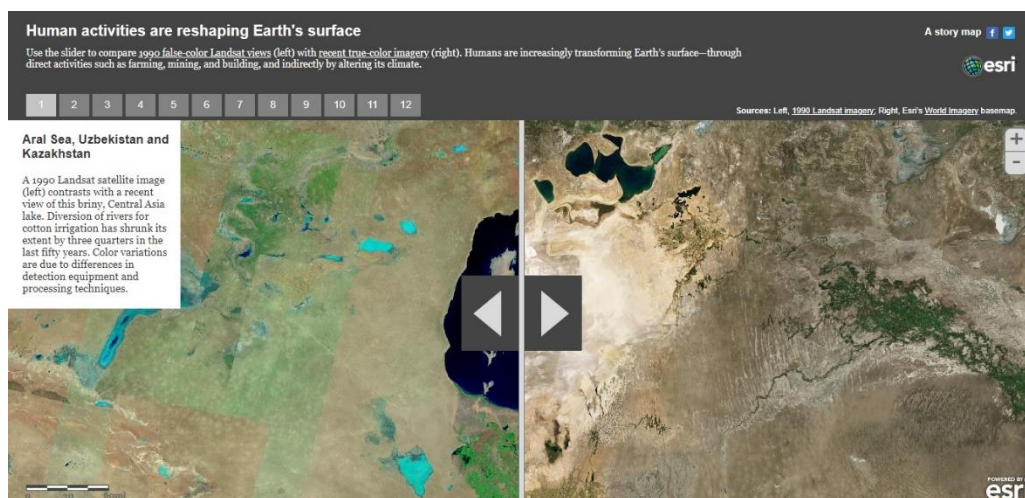 Human activities are reshaping Earth's surface
A story map
Use the slider to compare 1990 false-color Landsat views (left) with recent true-color imagery (right). Humans are increasingly transforming Earth's surface—through
direct activities such as farming, mining, and building, and indirectly by altering its climate.
esri
1 2 3 4 5 6 7 8 9 10 11 12
Sources: Left, 1990 Landsat imagery; Right, Esri's World Imagery basemap.
Aral Sea, Uzbekistan and
Kazakhstan
A 1990 Landsat satellite image
(left) contrasts with a recent
view of this briny, Central Asia
lake. Diversion of rivers for
cotton irrigation has shrunk its
extent by three quarters in the
last fifty years. Color variations
are due to differences in
detection equipment and
processing techniques.
+
-
POWERED BY
esri